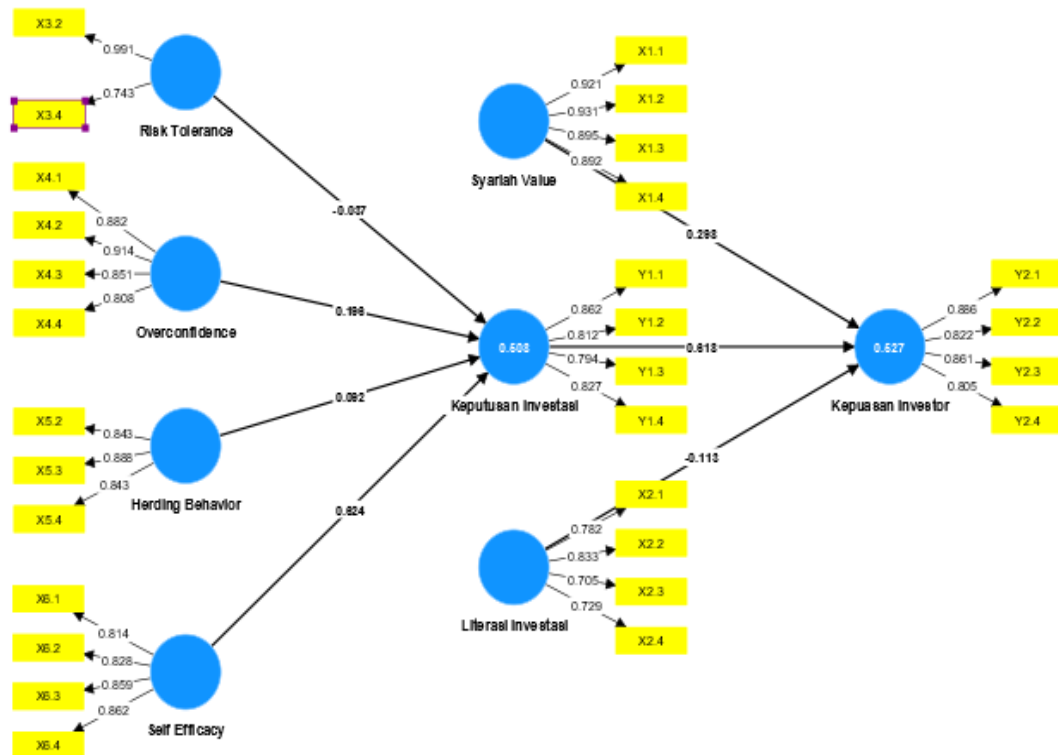 X3.2
0.991
0.743
X3.4
Risk Tolerance
X4.1
X4.2
X4.3
X4.4
0.882
0.914
0.851
0.808
Overconfidence
X5.2
X5.3
X5.4
0.843
0.888
0.843
Herding Behavior
X6.1
X6.2
X6.3
X6.4
0.814
0.828
0.859
0.862
Self Efficacy
-0.037
0.092
0.624
X1.1
X1.2
X1.3
X1.4
0.921
0.931
0.895
0.892
Syariah Value
Y1.1
Y1.2
Y1.3
Y1.4
0.862
0.812
0.794
0.827
Keputusan Investasi
X2.1
X2.2
X2.3
X2.4
0.782
0.833
0.705
0.729
Literasi Investasi
0.613
-0.113
0.527
Y2.1
Y2.2
Y2.3
Y2.4
0.886
0.822
0.861
0.805
Kepuasan Investor